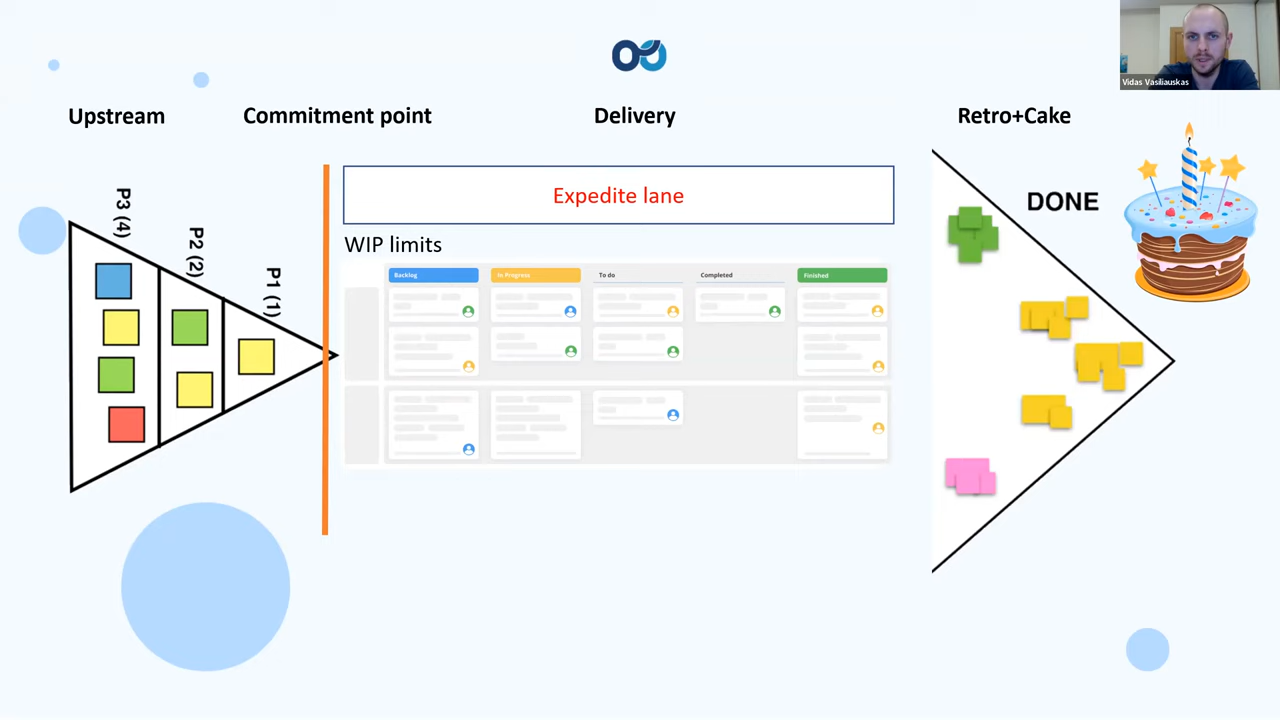 Vidas Vasiliauskas
Upstream
Commitment point
Delivery
Retro+Cake
P3 (4)
P2 (2)
P1 (1)
Expedite lane
WIP limits
Backlog
In Progress
To do
Completed
Finished
DONE